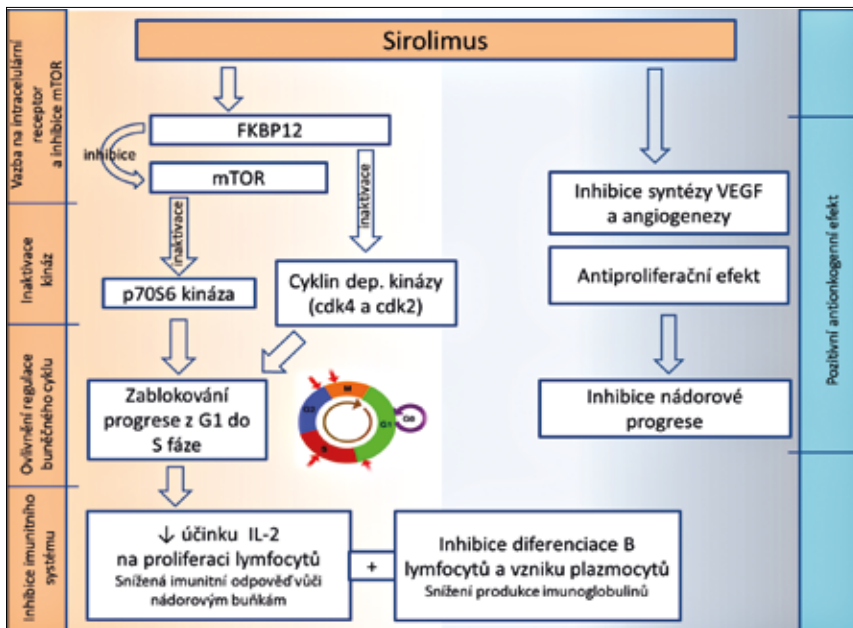 Sirolimus
Vazba na intracelulární
receptor
a inhibice mTOR
FKBP12
inhibice
mTOR
inaktivace
inaktivace
Inhibice syntézy VEGF
a angiogenezy
Inaktivace
kináz
p70S6 kináza
Cyklin dep. kinázy
(cdk4 a cdk2)
Antiproliferační efekt
Pozitivní antionkogenní efekt
Ovlivnění regulace
buněčného cyklu
Zablokování
progrese z G1 do
S fáze
M
G2
G1
G0
S
Inhibice nádorové
progrese
Inhibice imunitního
systému
↓ účinku IL-2
na proliferaci lymfocytů
Snížená imunitní odpověď vůči
nádorovým buňkám
+
Inhibice diferenciace B
lymfocytů a vzniku plazmocytů
Snížení produkce imunoglobulinů